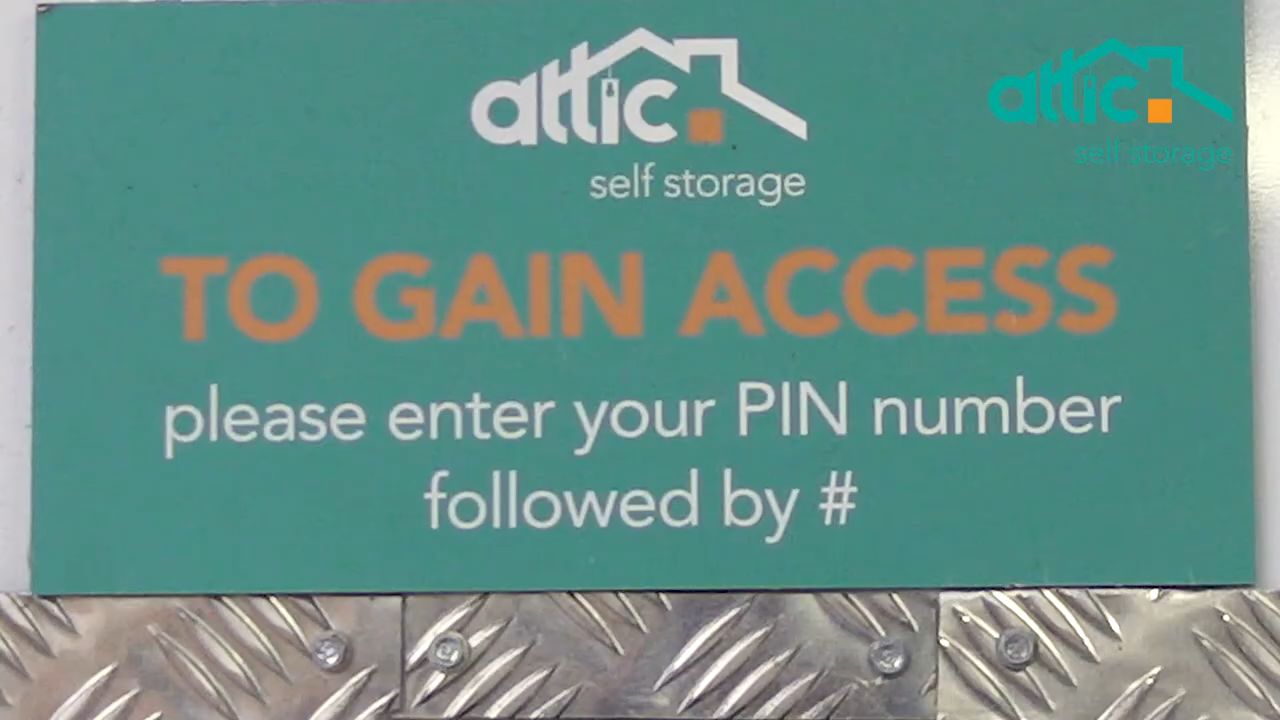 attic
self storage
attic
self storage
TO GAIN ACCESS
please enter your PIN number
followed by #